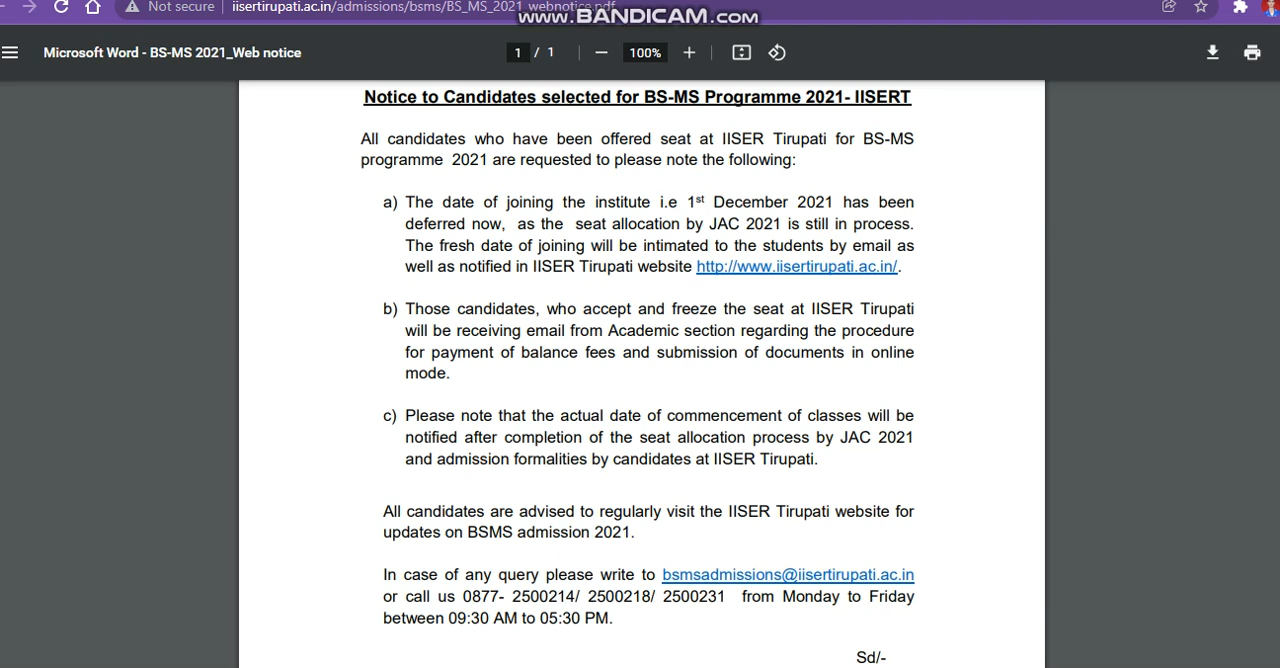 Not secure | iisertirupati.ac.in/admissions/bsms/BS_MS_2021_webnotice.pdf
www.BANDICAM.com
Microsoft Word - BS-MS 2021_Web notice
1 / 1
100%
Notice to Candidates selected for BS-MS Programme 2021- IISERT
All candidates who have been offered seat at IISER Tirupati for BS-MS
programme 2021 are requested to please note the following:
a) The date of joining the institute i.e 1st December 2021 has been
deferred now, as the seat allocation by JAC 2021 is still in process.
The fresh date of joining will be intimated to the students by email as
well as notified in IISER Tirupati website http://www.iisertirupati.ac.in/.
b) Those candidates, who accept and freeze the seat at IISER Tirupati
will be receiving email from Academic section regarding the procedure
for payment of balance fees and submission of documents in online
mode.
c) Please note that the actual date of commencement of classes will be
notified after completion of the seat allocation process by JAC 2021
and admission formalities by candidates at IISER Tirupati.
All candidates are advised to regularly visit the IISER Tirupati website for
updates on BSMS admission 2021.
In case of any query please write to bsmsadmissions@iisertirupati.ac.in
or call us 0877- 2500214/ 2500218/ 2500231 from Monday to Friday
between 09:30 AM to 05:30 PM.
Sd/-